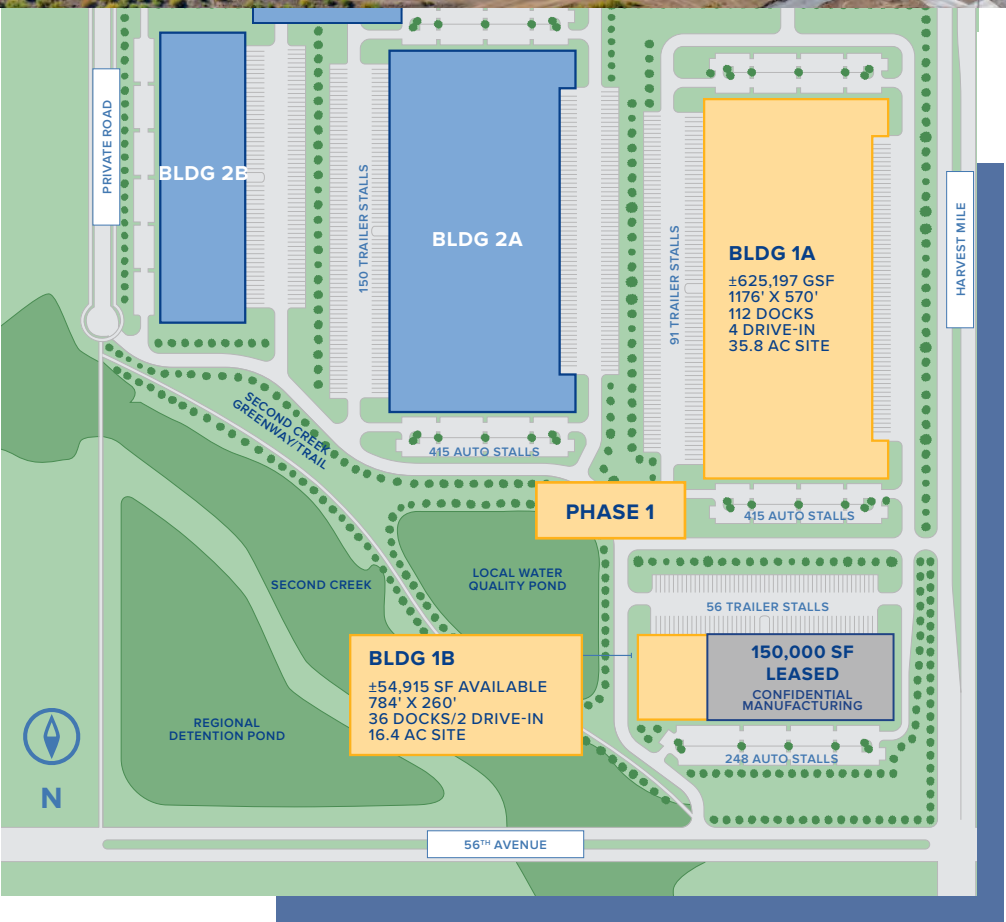 PRIVATE ROAD
BLDG 2B
150 TRAILER STALLS
BLDG 2A
91 TRAILER STALLS
BLDG 1A
±625,197 GSF
1176' X 570'
112 DOCKS
4 DRIVE-IN
35.8 AC SITE
HARVEST MILE
SECOND CREEK
GREENWAY/TRAIL
415 AUTO STALLS
PHASE 1
415 AUTO STALLS
LOCAL WATER
QUALITY POND
SECOND CREEK
56 TRAILER STALLS
BLDG 1B
±54,915 SF AVAILABLE
784' X 260'
36 DOCKS/2 DRIVE-IN
16.4 AC SITE
150,000 SF
LEASED
CONFIDENTIAL
MANUFACTURING
REGIONAL
DETENTION POND
248 AUTO STALLS
N
56TH AVENUE